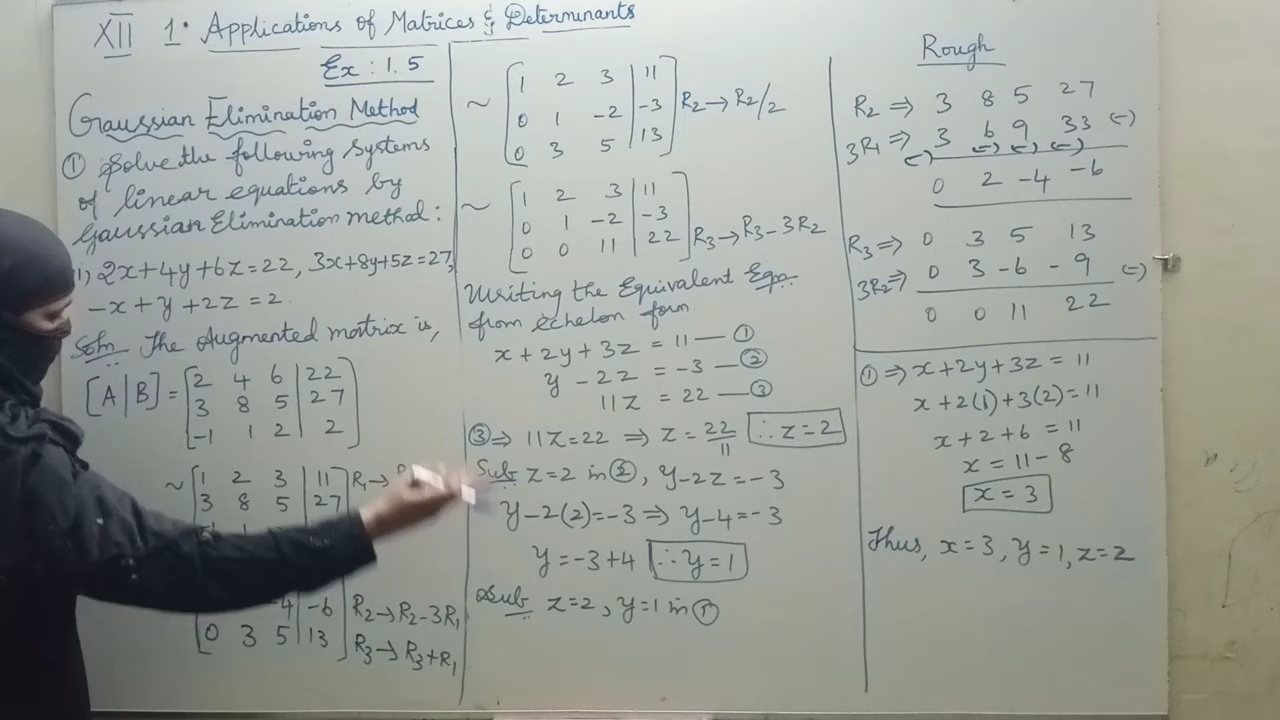 XII 1. Applications of Matrices & Determinants
Ex : 1.5
Gaussian Elimination Method
① Solve the following systems
of linear equations by
Gaussian Elimination method:
i) 2x+4y+6z=22, 3x+8y+5z=27,
-x+y+2z=2.
Soln The Augmented matrix is,
[A|B] = [2 4 6 | 22
3 8 5 | 27
-1 1 2 | 2]
~ [1 2 3 | 11
3 8 5 | 27
R1→
-4 | -6
0 3 5 | 13]
R2→R2-3R1
R3→R3+R1
~ [1 2 3 | 11
0 1 -2 | -3
0 3 5 | 13] R2→R2/2
~ [1 2 3 | 11
0 1 -2 | -3
0 0 11 | 22] R3→R3-3R2
Writing the Equivalent Eqn.
from echelon form
x+2y+3z = 11 — ①
y-2z = -3 — ②
11z = 22 — ③
③ ⇒ 11z=22 ⇒ z = 22/11 ∴z=2
Sub z=2 in ②, y-2z=-3
y-2(2)=-3 ⇒ y-4=-3
y=-3+4 ∴y=1
Sub z=2, y=1 in ①
Rough
R2 ⇒ 3 8 5 27
3R1 ⇒ 3 6 9 33 (-)
(-) (-) (-) (-)
0 2 -4 -6
R3 ⇒ 0 3 5 13
3R2 ⇒ 0 3 -6 -9 (-)
0 0 11 22
① ⇒ x+2y+3z = 11
x+2(1)+3(2)=11
x+2+6 = 11
x = 11-8
x = 3
Thus, x=3, y=1, z=2